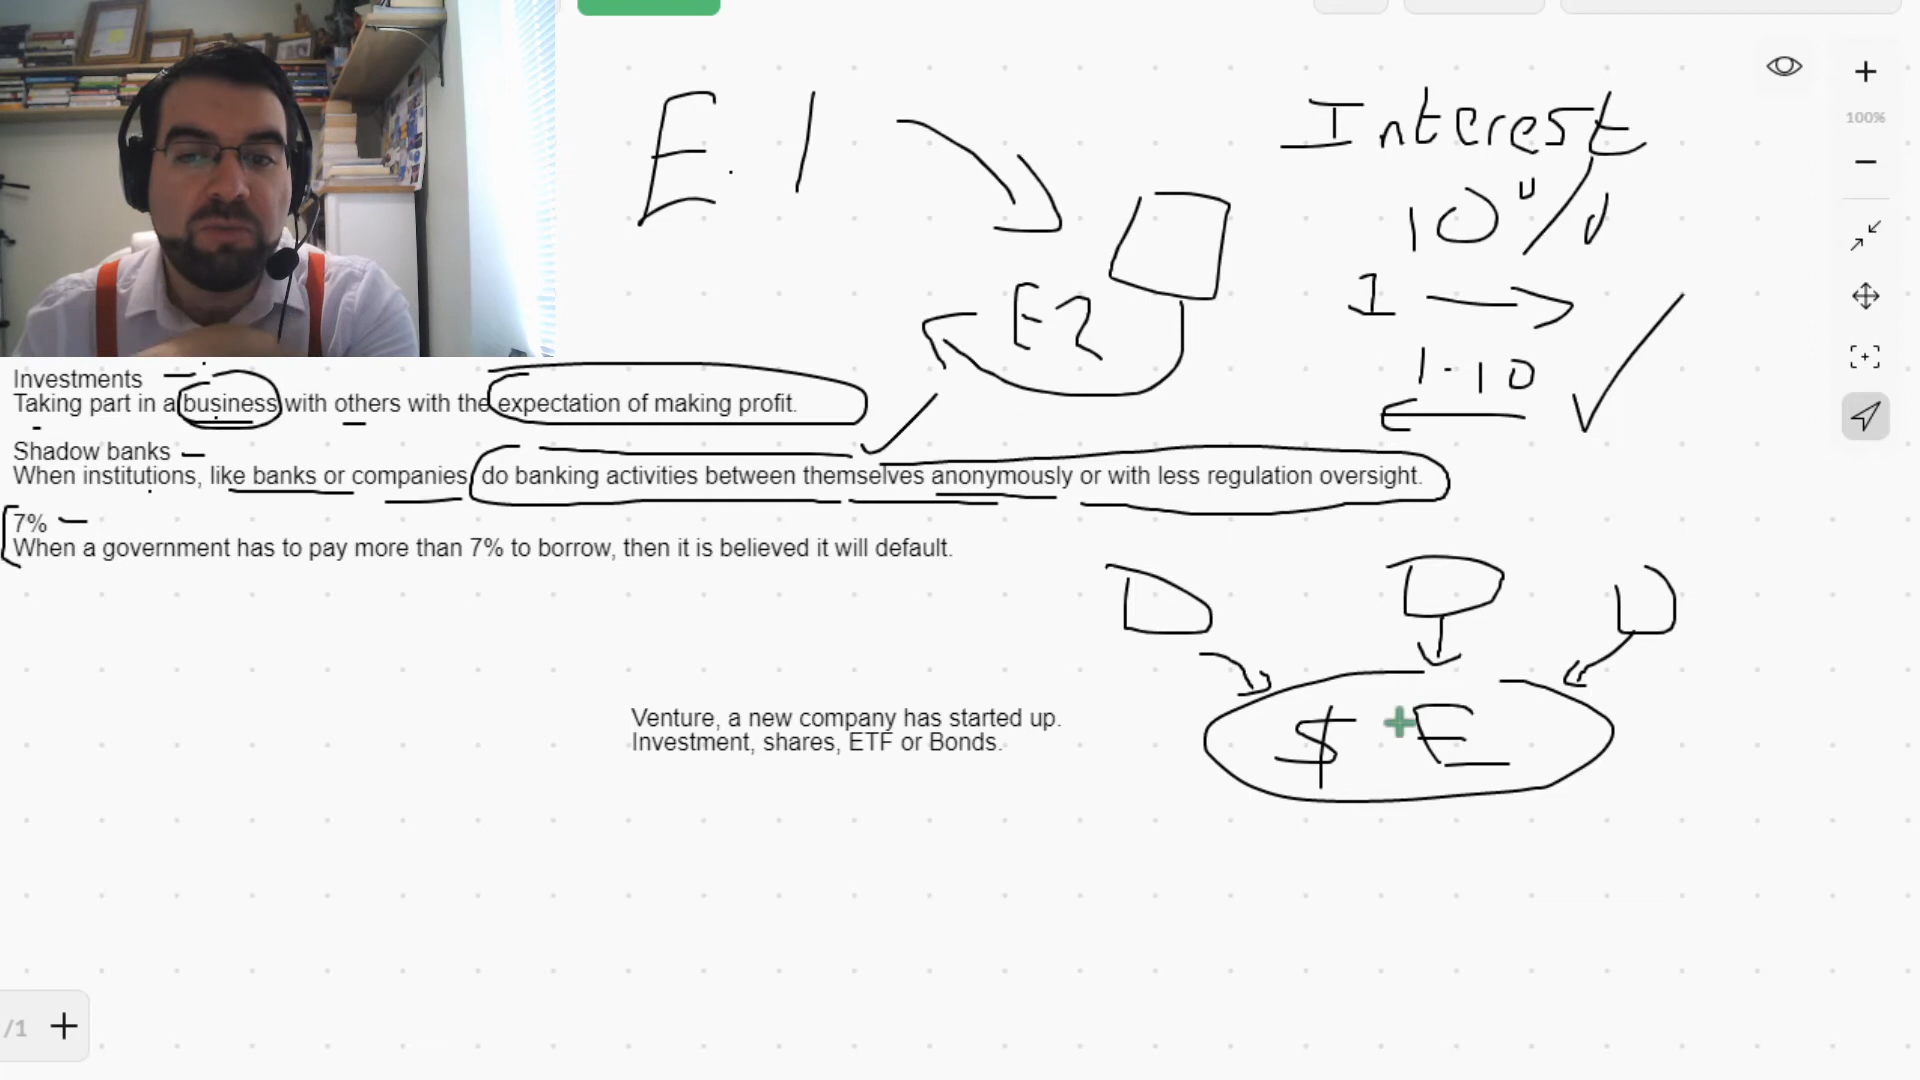 100%
E. 1
Interest
10%
1
E2
1.10
Investments
Taking part in a business with others with the expectation of making profit.
Shadow banks
When institutions, like banks or companies, do banking activities between themselves anonymously or with less regulation oversight.
7%
When a government has to pay more than 7% to borrow, then it is believed it will default.
D D D
Venture, a new company has started up.
Investment, shares, ETF or Bonds.
$ E
/1 +